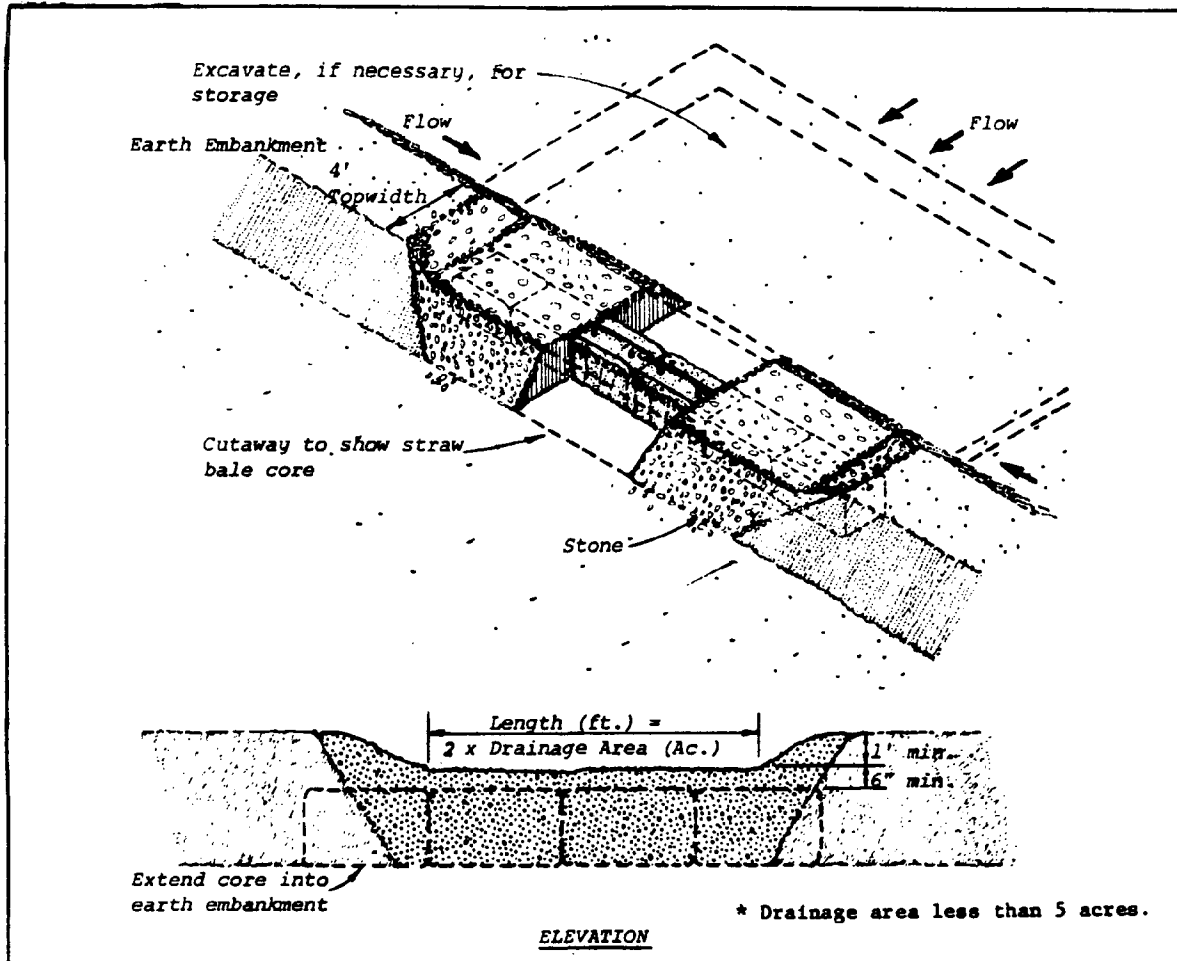 Excavate, if necessary, for
storage
Flow
Flow
Earth Embankment
4'
Topwidth
Cutaway to show straw
bale core
Stone
Length (ft.) =
2 x Drainage Area (Ac.)
1' min.
6" min.
Extend core into
earth embankment
* Drainage area less than 5 acres.
ELEVATION